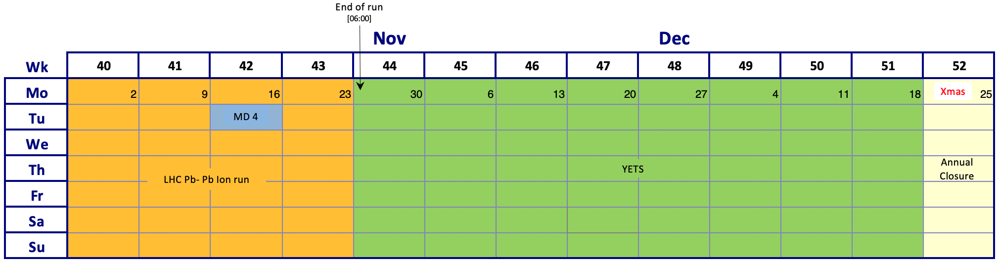 End of run
[06:00]
Nov Dec
Wk 40 41 42 43 44 45 46 47 48 49 50 51 52
Mo 2 9 16 23 30 6 13 20 27 4 11 18 Xmas 25
Tu MD 4
We
Th YETS Annual
Closure
LHC Pb- Pb Ion run
Fr
Sa
Su